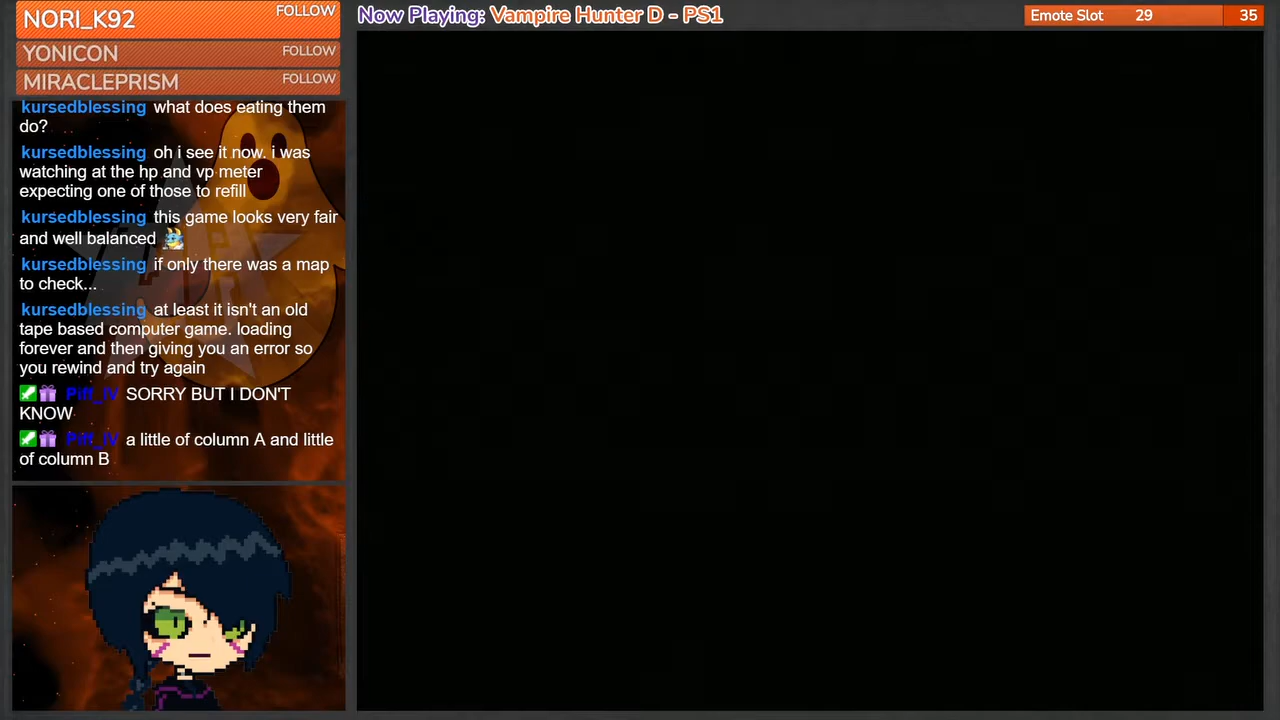 NORI_K92 FOLLOW
YONICON FOLLOW
MIRACLEPRISM FOLLOW
Now Playing: Vampire Hunter D - PS1
Emote Slot 29 35
kursedblessing what does eating them
do?
kursedblessing oh i see it now. i was
watching at the hp and vp meter
expecting one of those to refill
kursedblessing this game looks very fair
and well balanced
kursedblessing if only there was a map
to check...
kursedblessing at least it isn't an old
tape based computer game. loading
forever and then giving you an error so
you rewind and try again
Piff_IV SORRY BUT I DON'T
KNOW
Piff_IV a little of column A and little
of column B